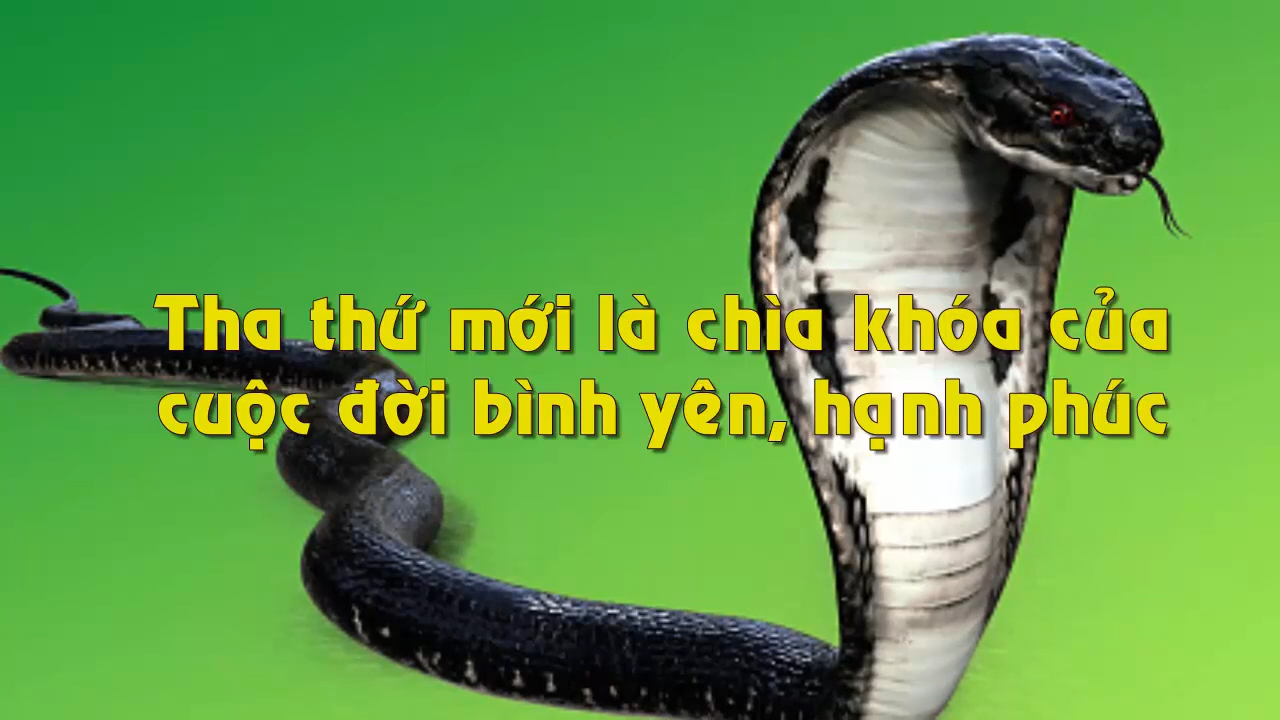 Tha thứ mới là chìa khóa của
cuộc đời bình yên, hạnh phúc